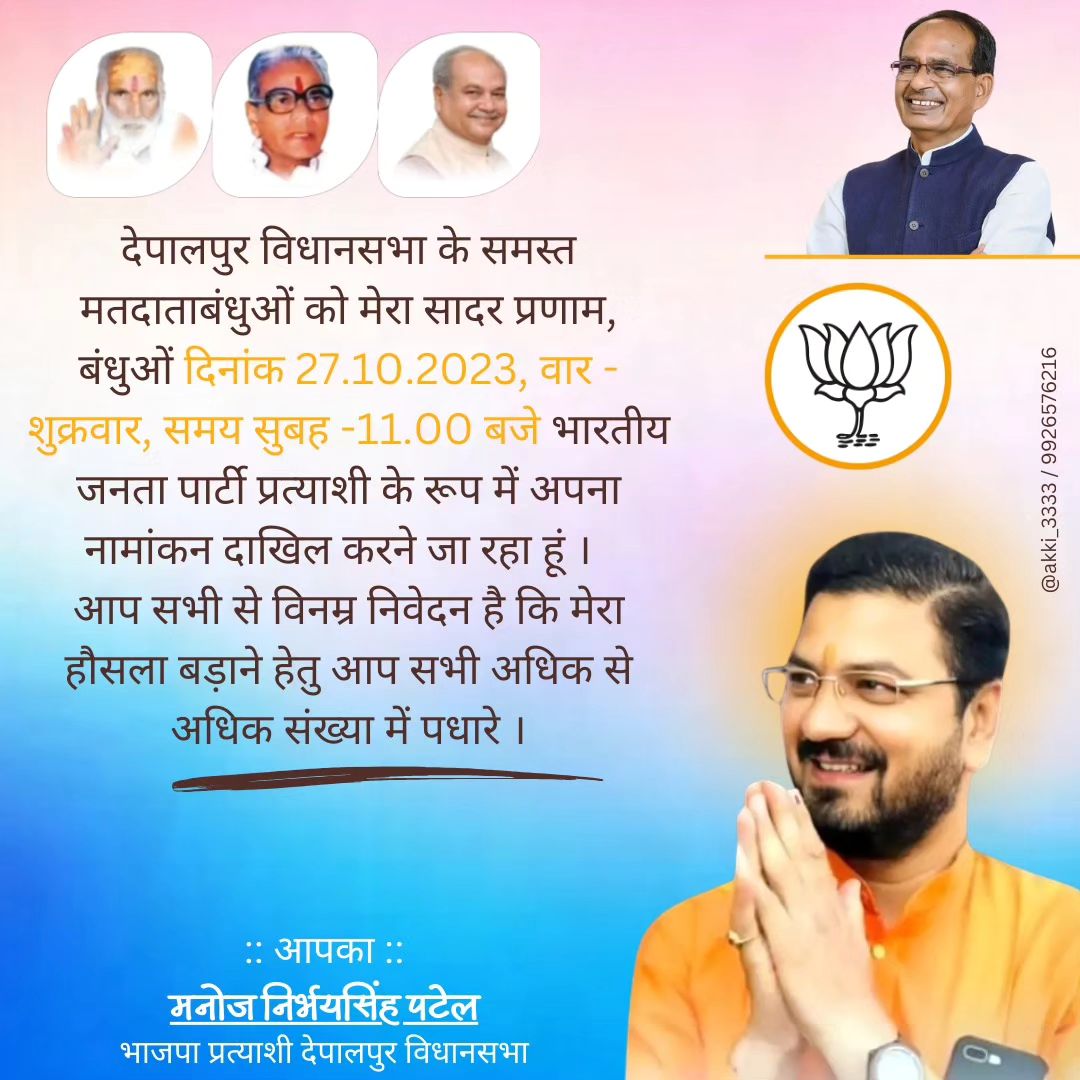 देपालपुर विधानसभा के समस्त
मतदाताबंधुओं को मेरा सादर प्रणाम,
बंधुओं दिनांक 27.10.2023, वार -
शुक्रवार, समय सुबह -11.00 बजे भारतीय
जनता पार्टी प्रत्याशी के रूप में अपना
नामांकन दाखिल करने जा रहा हूं ।
आप सभी से विनम्र निवेदन है कि मेरा
हौसला बड़ाने हेतु आप सभी अधिक से
अधिक संख्या में पधारे ।
:: आपका ::
मनोज निर्भयसिंह पटेल
भाजपा प्रत्याशी देपालपुर विधानसभा
@akki_3333 / 9926576216